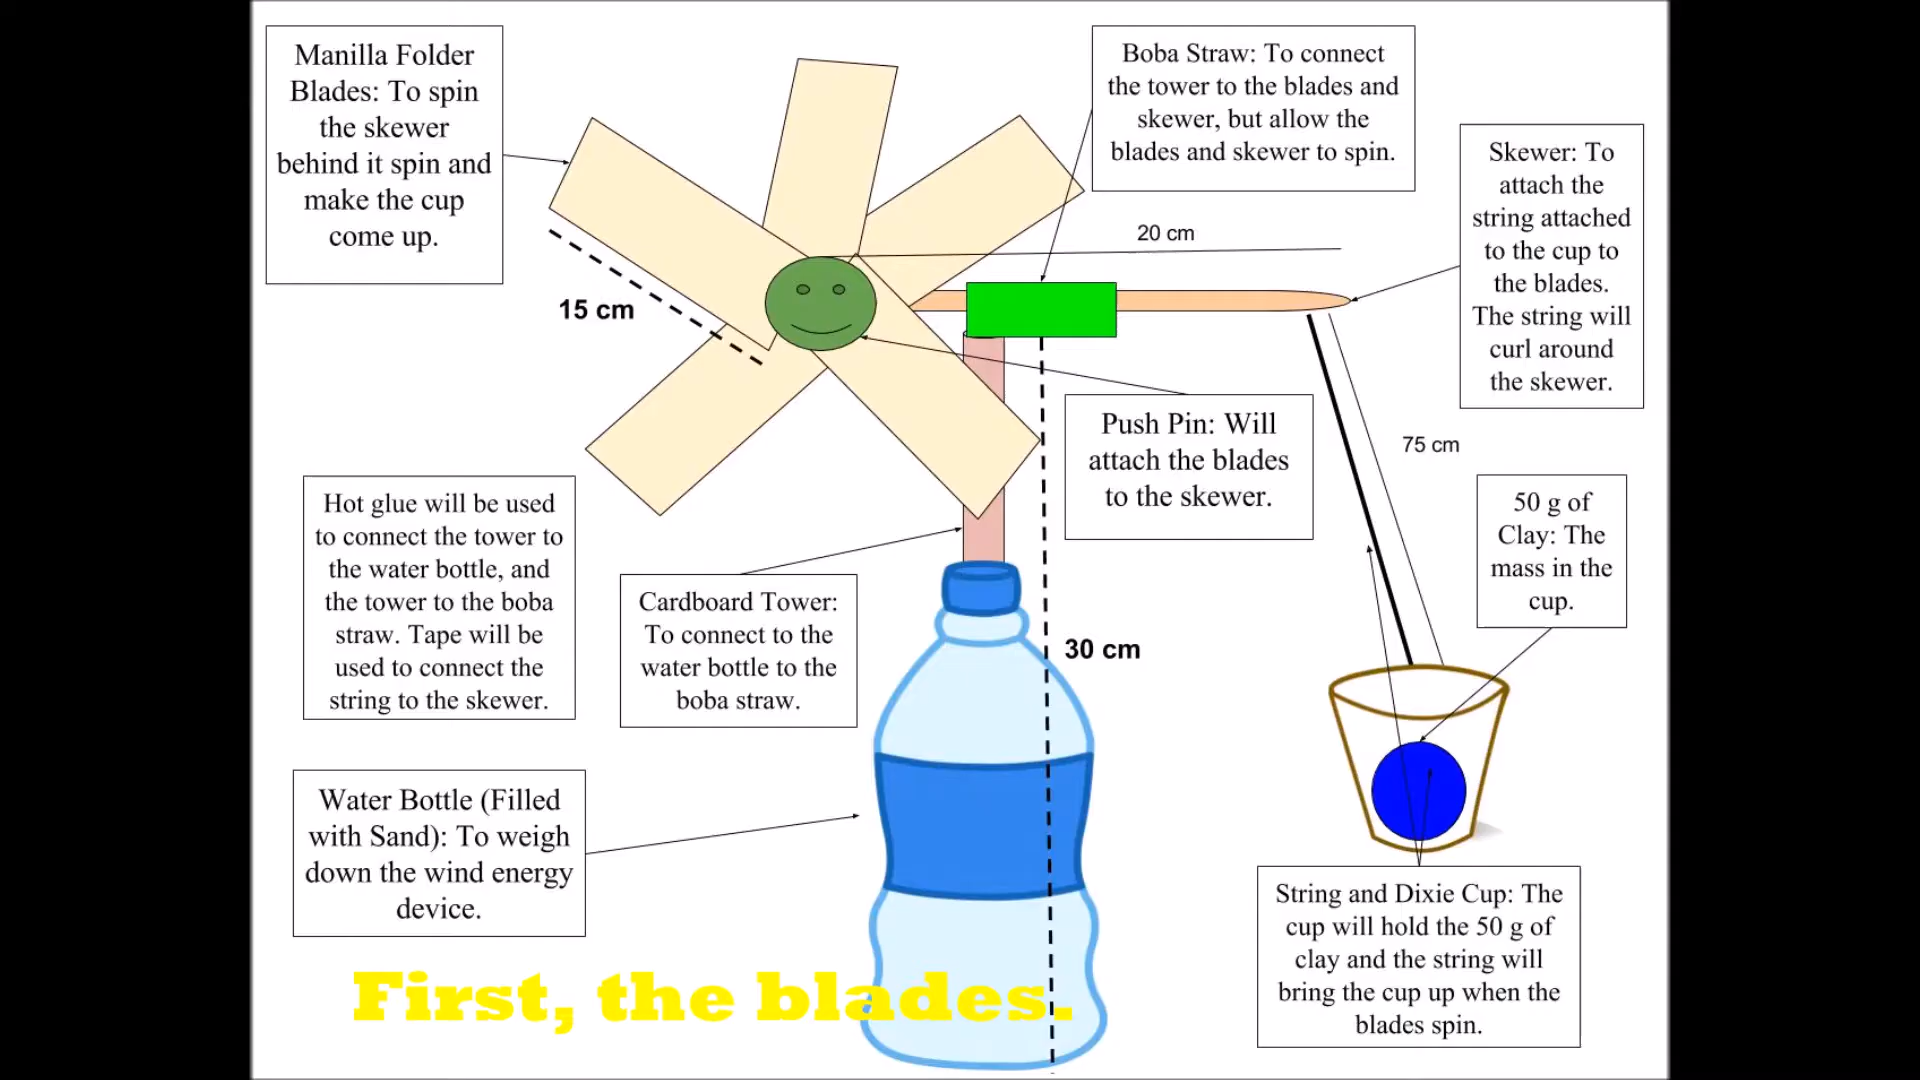 Manilla Folder
Blades: To spin
the skewer
behind it spin and
make the cup
come up.
Boba Straw: To connect
the tower to the blades and
skewer, but allow the
blades and skewer to spin.
Skewer: To
attach the
string attached
to the cup to
the blades.
The string will
curl around
the skewer.
20 cm
15 cm
Push Pin: Will
attach the blades
to the skewer.
75 cm
50 g of
Clay: The
mass in the
cup.
Hot glue will be used
to connect the tower to
the water bottle, and
the tower to the boba
straw. Tape will be
used to connect the
string to the skewer.
Cardboard Tower:
To connect to the
water bottle to the
boba straw.
30 cm
Water Bottle (Filled
with Sand): To weigh
down the wind energy
device.
String and Dixie Cup: The
cup will hold the 50 g of
clay and the string will
bring the cup up when the
blades spin.
First, the blades.